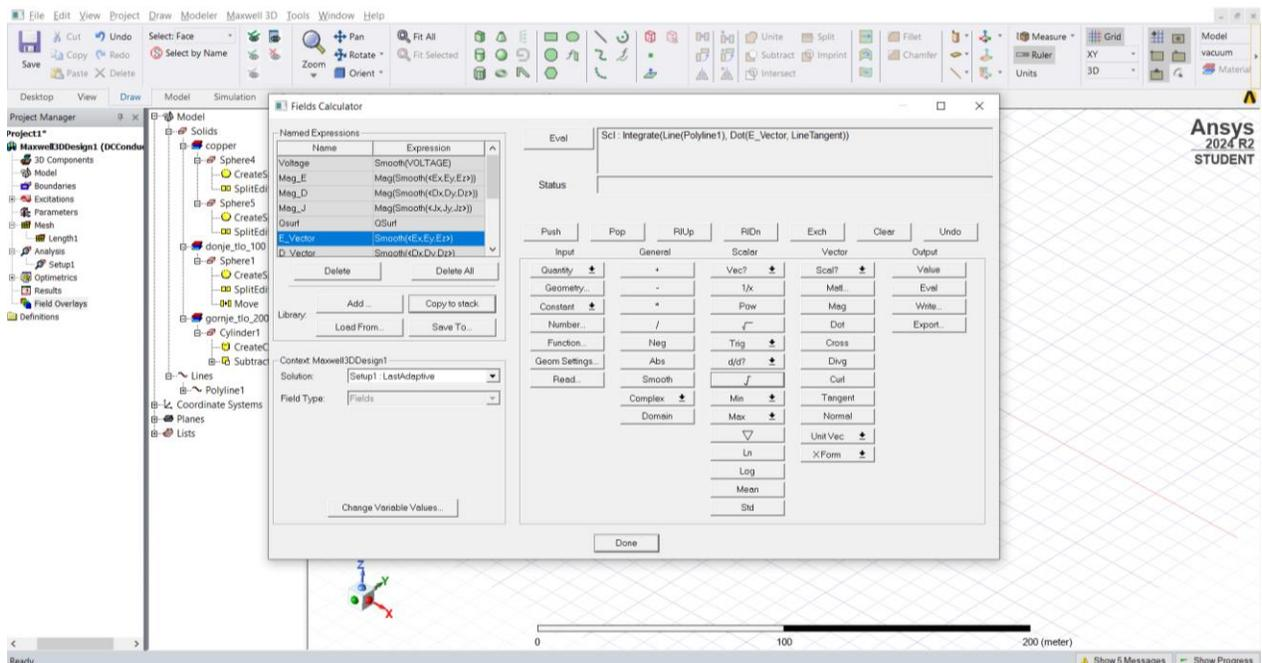 File Edit View Project Draw Modeler Maxwell 3D Tools Window Help
Save
Cut Undo
Copy Redo
Paste Delete
Select: Face
Select by Name
Zoom
Pan
Rotate
Orient
Fit All
Fit Selected
Unite
Subtract
Intersect
Split
Imprint
Fillet
Chamfer
Measure
Ruler
Units
Grid
XY
3D
Model
vacuum
Material
Desktop View Draw Model Simulation
Project Manager
Project1*
Maxwell3DDesign1 (DCCondu
3D Components
Model
Boundaries
Excitations
Parameters
Mesh
Length1
Analysis
Setup1
Optimetrics
Results
Field Overlays
Definitions
Model
Solids
copper
Sphere4
CreateS
SplitEdi
Sphere5
CreateS
SplitEdi
donje_tlo_100
Sphere1
CreateS
SplitEdi
Move
gornje_tlo_200
Cylinder1
CreateC
Subtrac
Lines
Polyline1
Coordinate Systems
Planes
Lists
Fields Calculator
Named Expressions
Name Expression
Voltage Smooth(VOLTAGE)
Mag_E Mag(Smooth(<Ex,Ey,Ez>))
Mag_D Mag(Smooth(<Dx,Dy,Dz>))
Mag_J Mag(Smooth(<Jx,Jy,Jz>))
Qsurf QSurf
E_Vector Smooth(<Ex,Ey,Ez>)
D_Vector Smooth(<Dx,Dy,Dz>)
Delete Delete All
Library:
Add ... Copy to stack
Load From... Save To...
Context: Maxwell3DDesign1
Solution: Setup1 : LastAdaptive
Field Type: Fields
Change Variable Values...
Eval
Scl : Integrate(Line(Polyline1), Dot(E_Vector, LineTangent))
Status
Push Pop RlUp RlDn Exch Clear Undo
Input General Scalar Vector Output
Quantity + Vec? Scal? Value
Geometry... - 1/x Matl... Eval
Constant * Pow Mag Write...
Number... / √ Dot Export...
Function... Neg Trig Cross
Geom Settings... Abs d/d? Divg
Read... Smooth ∫ Curl
Complex Min Tangent
Domain Max Normal
▽ Unit Vec
Ln XForm
Log
Mean
Std
Done
Ansys
2024 R2
STUDENT
Z
Y
X
0 100 200 (meter)
Ready
Show 5 Messages Show Progress